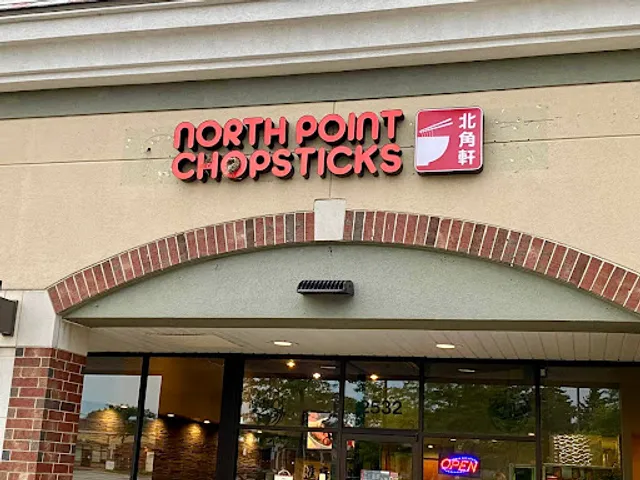 NORTH POINT
CHOPSTICKS
北角軒
2532
OPEN